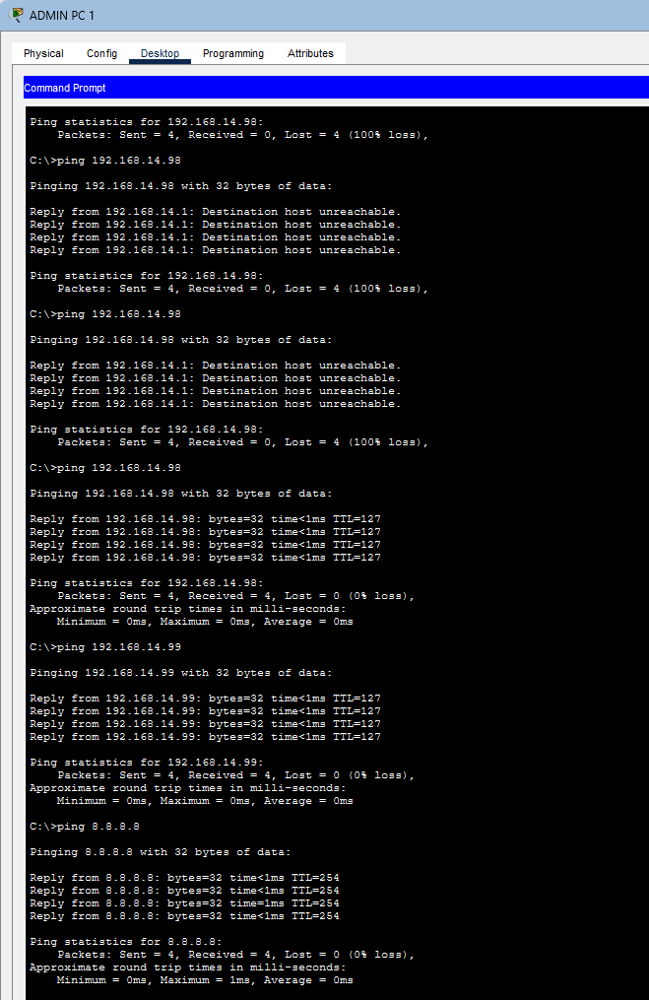 ADMIN PC 1
Physical Config Desktop Programming Attributes
Command Prompt
Ping statistics for 192.168.14.98:
Packets: Sent = 4, Received = 0, Lost = 4 (100% loss),
C:\>ping 192.168.14.98
Pinging 192.168.14.98 with 32 bytes of data:
Reply from 192.168.14.1: Destination host unreachable.
Reply from 192.168.14.1: Destination host unreachable.
Reply from 192.168.14.1: Destination host unreachable.
Reply from 192.168.14.1: Destination host unreachable.
Ping statistics for 192.168.14.98:
Packets: Sent = 4, Received = 0, Lost = 4 (100% loss),
C:\>ping 192.168.14.98
Pinging 192.168.14.98 with 32 bytes of data:
Reply from 192.168.14.1: Destination host unreachable.
Reply from 192.168.14.1: Destination host unreachable.
Reply from 192.168.14.1: Destination host unreachable.
Reply from 192.168.14.1: Destination host unreachable.
Ping statistics for 192.168.14.98:
Packets: Sent = 4, Received = 0, Lost = 4 (100% loss),
C:\>ping 192.168.14.98
Pinging 192.168.14.98 with 32 bytes of data:
Reply from 192.168.14.98: bytes=32 time<1ms TTL=127
Reply from 192.168.14.98: bytes=32 time<1ms TTL=127
Reply from 192.168.14.98: bytes=32 time<1ms TTL=127
Reply from 192.168.14.98: bytes=32 time<1ms TTL=127
Ping statistics for 192.168.14.98:
Packets: Sent = 4, Received = 4, Lost = 0 (0% loss),
Approximate round trip times in milli-seconds:
Minimum = 0ms, Maximum = 0ms, Average = 0ms
C:\>ping 192.168.14.99
Pinging 192.168.14.99 with 32 bytes of data:
Reply from 192.168.14.99: bytes=32 time<1ms TTL=127
Reply from 192.168.14.99: bytes=32 time<1ms TTL=127
Reply from 192.168.14.99: bytes=32 time<1ms TTL=127
Reply from 192.168.14.99: bytes=32 time<1ms TTL=127
Ping statistics for 192.168.14.99:
Packets: Sent = 4, Received = 4, Lost = 0 (0% loss),
Approximate round trip times in milli-seconds:
Minimum = 0ms, Maximum = 0ms, Average = 0ms
C:\>ping 8.8.8.8
Pinging 8.8.8.8 with 32 bytes of data:
Reply from 8.8.8.8: bytes=32 time<1ms TTL=254
Reply from 8.8.8.8: bytes=32 time<1ms TTL=254
Reply from 8.8.8.8: bytes=32 time=1ms TTL=254
Reply from 8.8.8.8: bytes=32 time<1ms TTL=254
Ping statistics for 8.8.8.8:
Packets: Sent = 4, Received = 4, Lost = 0 (0% loss),
Approximate round trip times in milli-seconds:
Minimum = 0ms, Maximum = 1ms, Average = 0ms